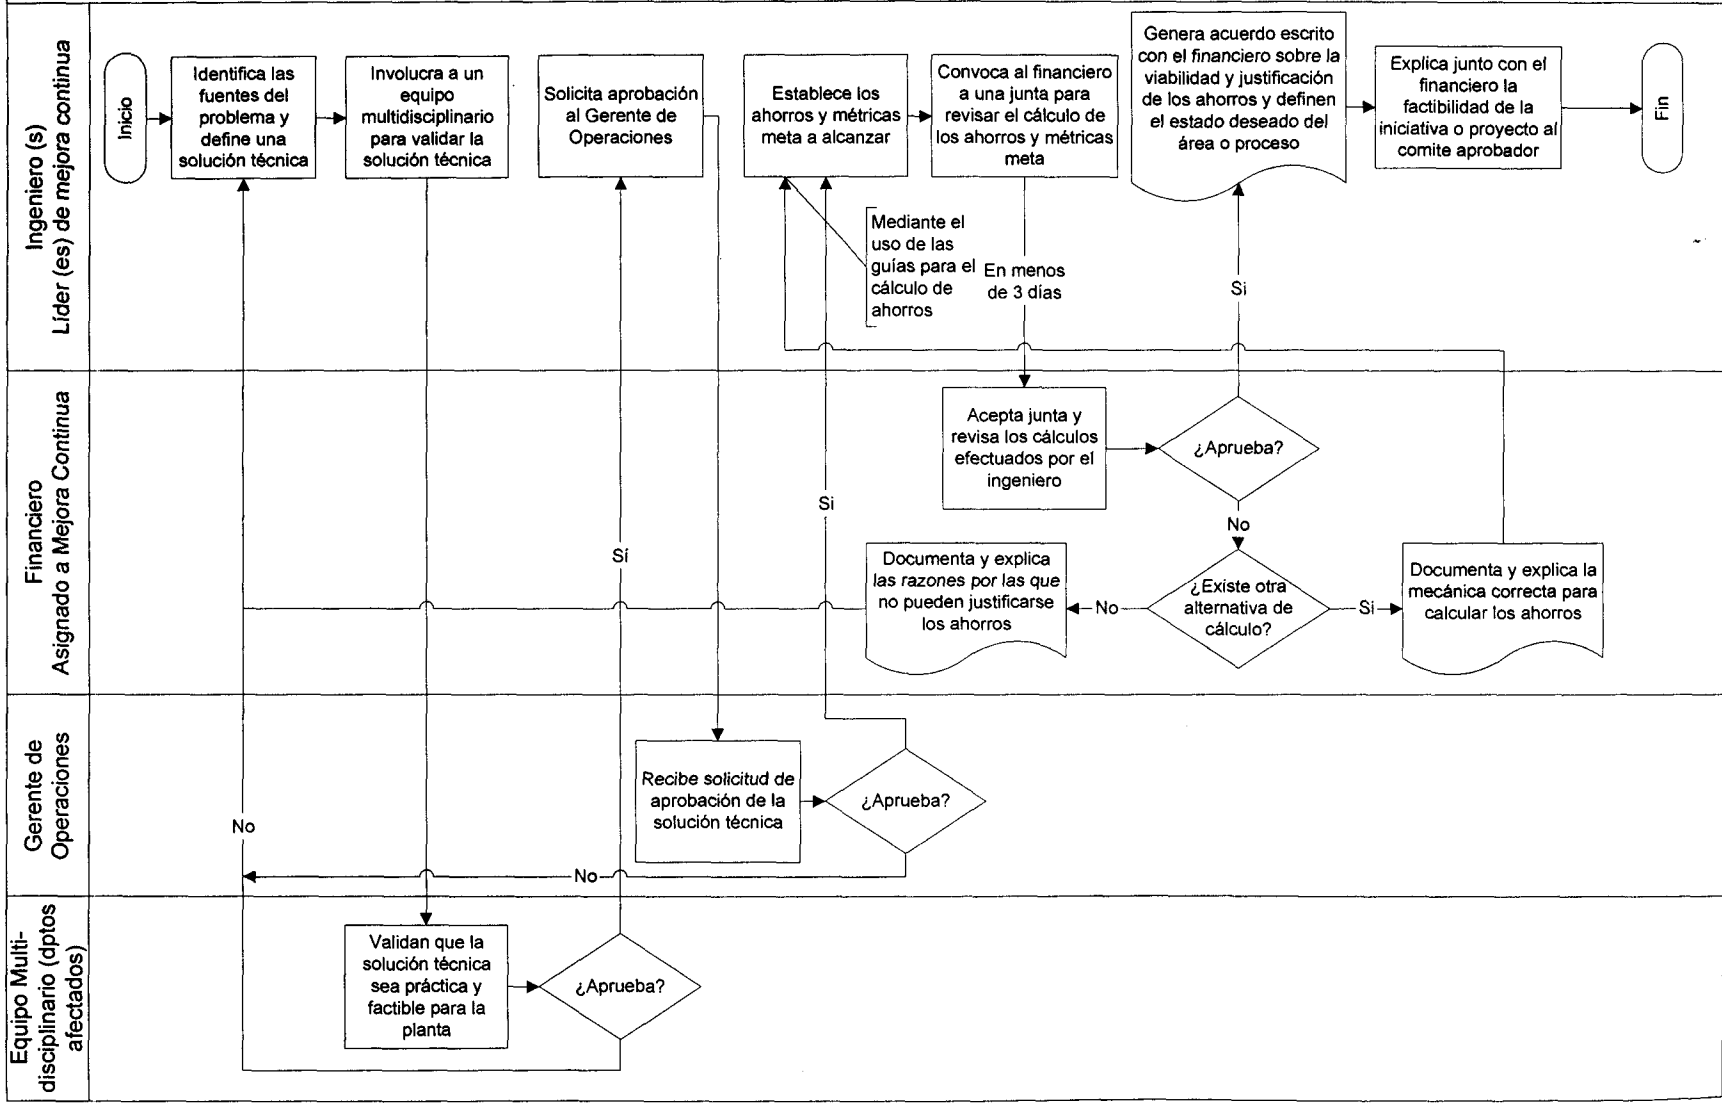 Ingeniero (s)
Líder (es) de mejora continua
Inicio
Identifica las
fuentes del
problema y
define una
solución técnica
Involucra a un
equipo
multidisciplinario
para validar la
solución técnica
Solicita aprobación
al Gerente de
Operaciones
Establece los
ahorros y métricas
meta a alcanzar
Convoca al financiero
a una junta para
revisar el cálculo de
los ahorros y métricas
meta
Genera acuerdo escrito
con el financiero sobre la
viabilidad y justificación
de los ahorros y definen
el estado deseado del
área o proceso
Explica junto con el
financiero la
factibilidad de la
iniciativa o proyecto al
comite aprobador
Fin
Mediante el
uso de las
guías para el
cálculo de
ahorros
En menos
de 3 días
Si
Financiero
Asignado a Mejora Continua
Acepta junta y
revisa los cálculos
efectuados por el
ingeniero
¿Aprueba?
Si
No
Sí
Documenta y explica
las razones por las que
no pueden justificarse
los ahorros
No
¿Existe otra
alternativa de
cálculo?
Si
Documenta y explica la
mecánica correcta para
calcular los ahorros
Gerente de
Operaciones
Recibe solicitud de
aprobación de la
solución técnica
¿Aprueba?
No
No
Equipo Multi-
disciplinario (dptos
afectados)
Validan que la
solución técnica
sea práctica y
factible para la
planta
¿Aprueba?